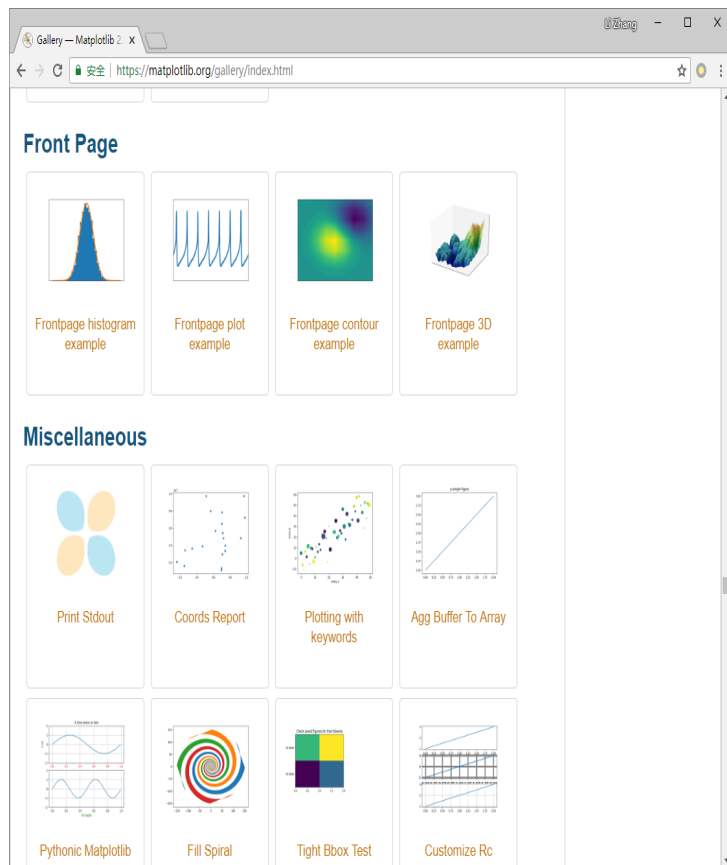 Li Zhang
Gallery — Matplotlib 2.
安全 | https://matplotlib.org/gallery/index.html
Front Page
Frontpage histogram
example
Frontpage plot
example
Frontpage contour
example
Frontpage 3D
example
Miscellaneous
a simple figure
Print Stdout
Coords Report
Plotting with
keywords
Agg Buffer To Array
Pythonic Matplotlib
Fill Spiral
Tight Bbox Test
Customize Rc